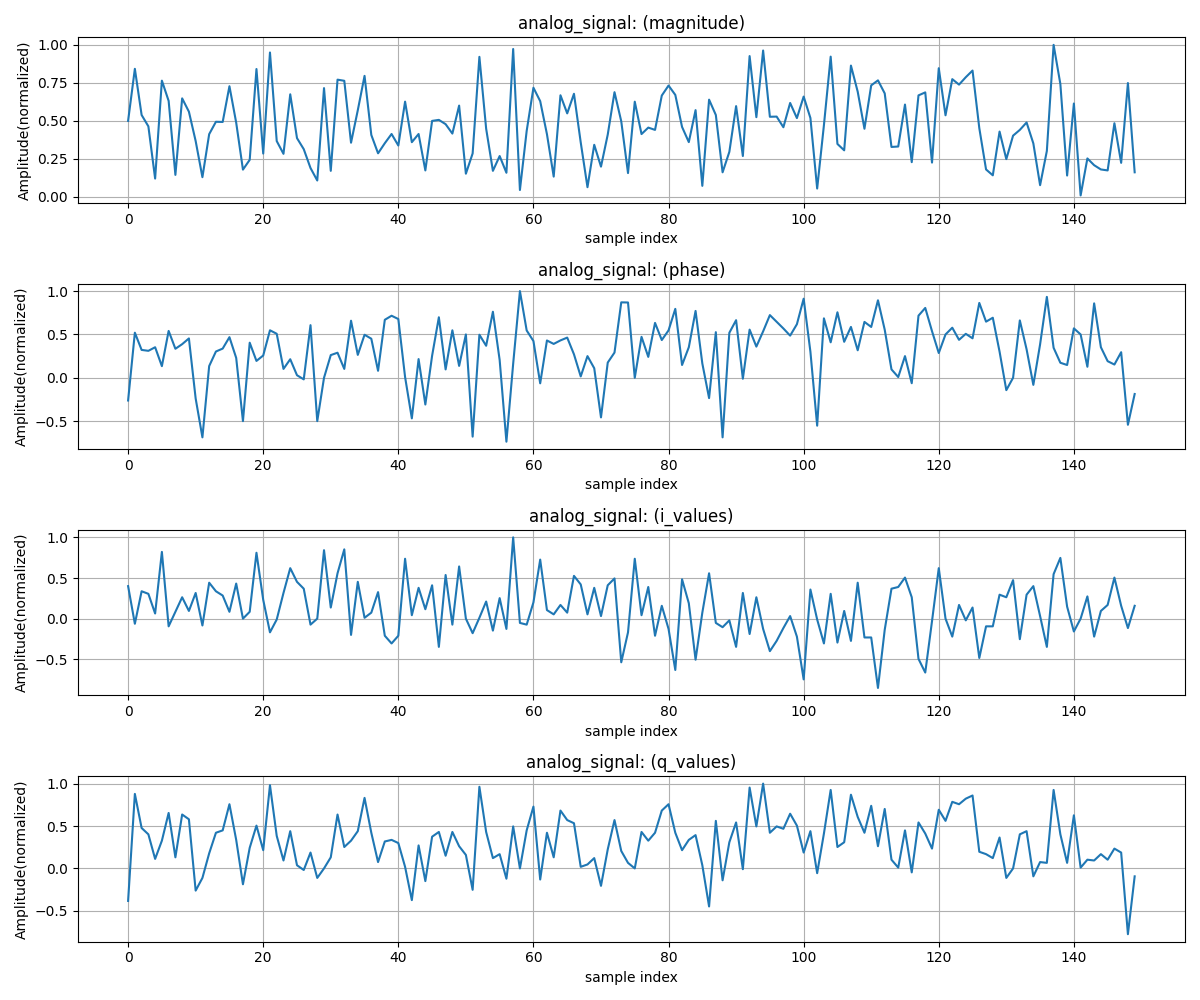 analog_signal: (magnitude)
Amplitude(normalized)
1.00
0.75
0.50
0.25
0.00
0 20 40 60 80 100 120 140
sample index
analog_signal: (phase)
Amplitude(normalized)
1.0
0.5
0.0
−0.5
0 20 40 60 80 100 120 140
sample index
analog_signal: (i_values)
Amplitude(normalized)
1.0
0.5
0.0
−0.5
0 20 40 60 80 100 120 140
sample index
analog_signal: (q_values)
Amplitude(normalized)
1.0
0.5
0.0
−0.5
0 20 40 60 80 100 120 140
sample index